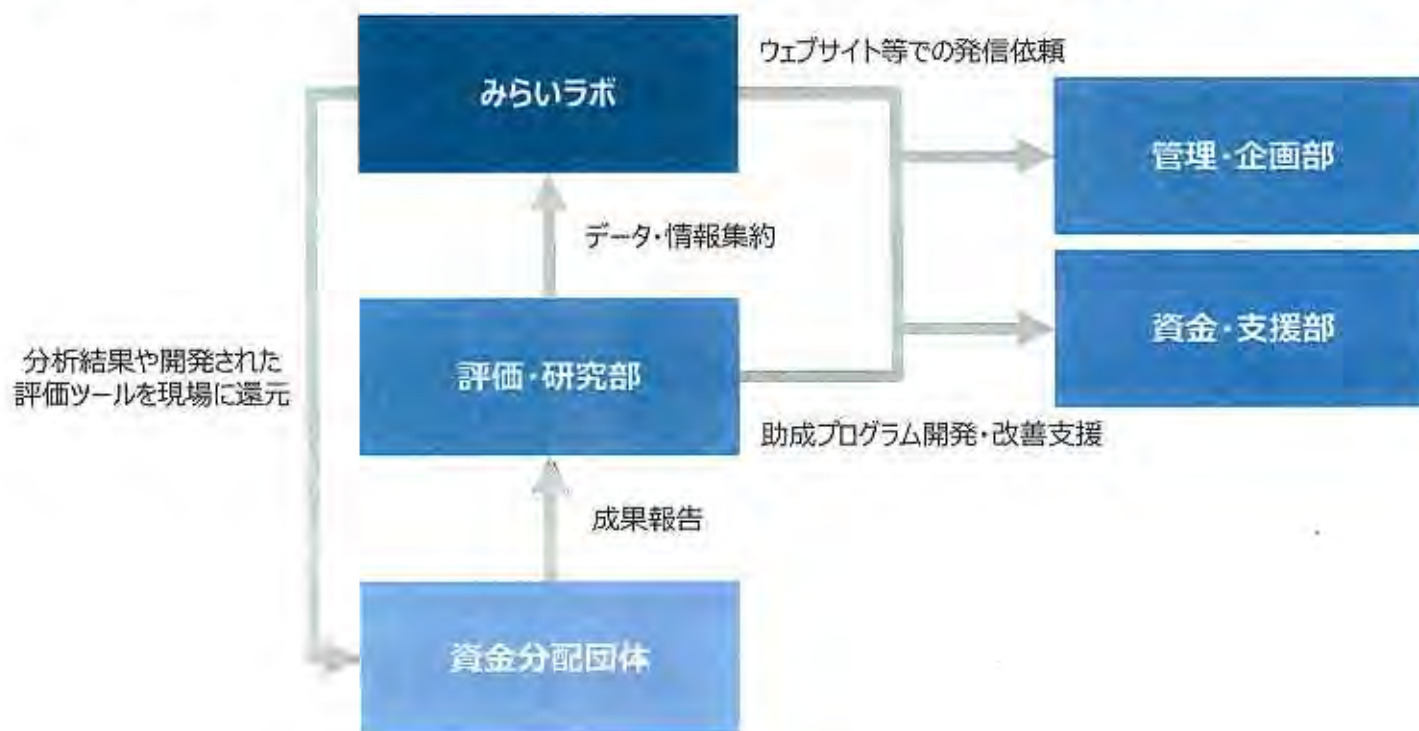 ウェブサイト等での発信依頼
みらいラボ
管理・企画部
データ・情報集約
資金・支援部
分析結果や開発された
評価ツールを現場に還元
評価・研究部
助成プログラム開発・改善支援
成果報告
資金分配団体